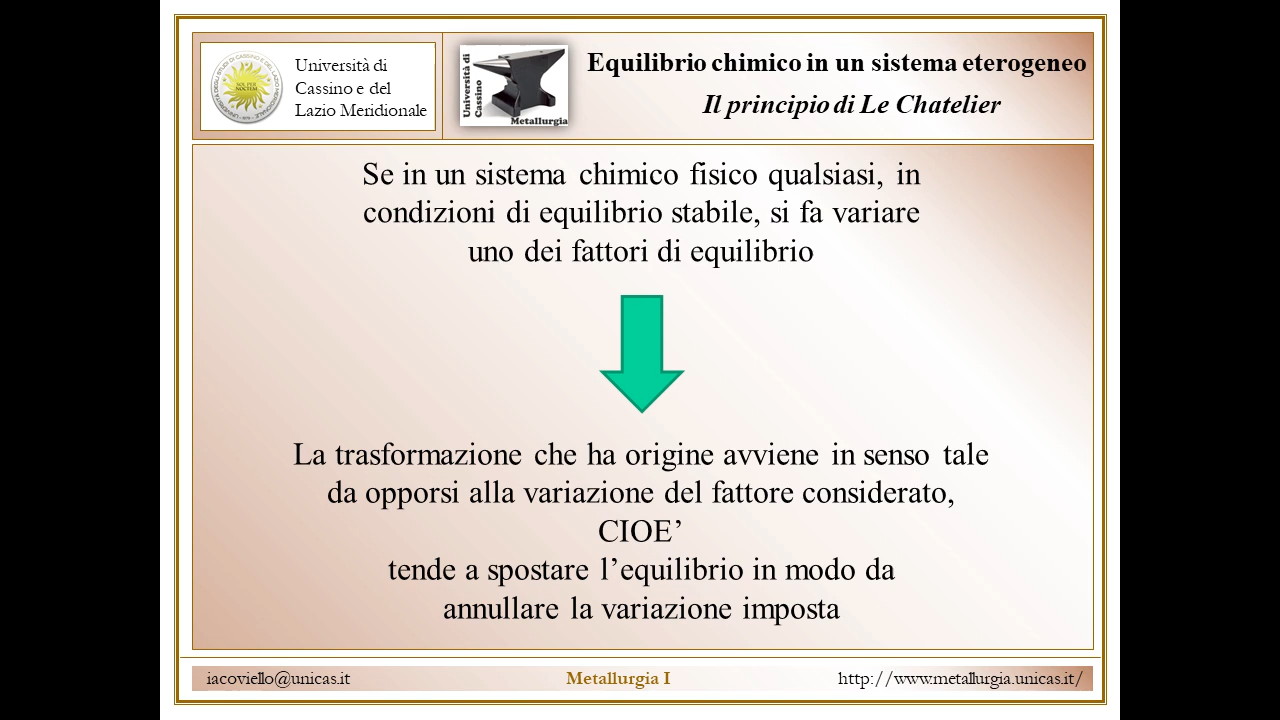 Università di
Cassino e del
Lazio Meridionale
Università di
Cassino
Metallurgia
Equilibrio chimico in un sistema eterogeneo
Il principio di Le Chatelier
Se in un sistema chimico fisico qualsiasi, in
condizioni di equilibrio stabile, si fa variare
uno dei fattori di equilibrio
La trasformazione che ha origine avviene in senso tale
da opporsi alla variazione del fattore considerato,
CIOE’
tende a spostare l’equilibrio in modo da
annullare la variazione imposta
iacoviello@unicas.it
Metallurgia I
http://www.metallurgia.unicas.it/